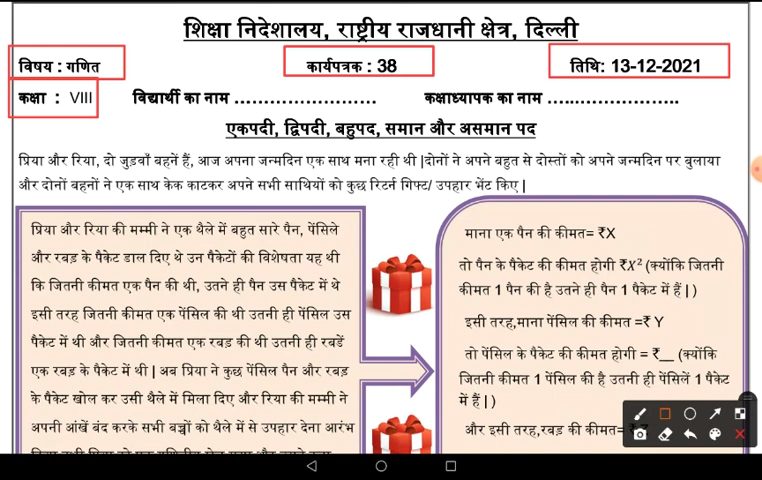 शिक्षा निदेशालय, राष्ट्रीय राजधानी क्षेत्र, दिल्ली
विषय : गणित कार्यपत्रक : 38 तिथि: 13-12-2021
कक्षा : VIII विद्यार्थी का नाम ........................ कक्षाध्यापक का नाम ......................
एकपदी, द्विपदी, बहुपद, समान और असमान पद
प्रिया और रिया, दो जुड़वाँ बहनें हैं, आज अपना जन्मदिन एक साथ मना रही थी |दोनों ने अपने बहुत से दोस्तों को अपने जन्मदिन पर बुलाया
और दोनों बहनों ने एक साथ केक काटकर अपने सभी साथियों को कुछ रिटर्न गिफ्ट/ उपहार भेंट किए |
प्रिया और रिया की मम्मी ने एक थैले में बहुत सारे पैन, पेंसिले
और रबड़ के पैकेट डाल दिए थे उन पैकेटों की विशेषता यह थी
कि जितनी कीमत एक पैन की थी, उतने ही पैन उस पैकेट में थे
इसी तरह जितनी कीमत एक पेंसिल की थी उतनी ही पेंसिल उस
पैकेट में थी और जितनी कीमत एक रबड़ की थी उतनी ही रबडें
एक रबड़ के पैकेट में थी | अब प्रिया ने कुछ पेंसिल पैन और रबड़
के पैकेट खोल कर उसी थैले में मिला दिए और रिया की मम्मी ने
अपनी आंखें बंद करके सभी बच्चों को थैले में से उपहार देना आरंभ
माना एक पैन की कीमत= ₹X
तो पैन के पैकेट की कीमत होगी ₹X² (क्योंकि जितनी
कीमत 1 पैन की है उतने ही पैन 1 पैकेट में हैं | )
इसी तरह,माना पेंसिल की कीमत =₹ Y
तो पेंसिल के पैकेट की कीमत होगी = ₹__ (क्योंकि
जितनी कीमत 1 पेंसिल की है उतनी ही पेंसिलें 1 पैकेट
में हैं | )
और इसी तरह,रबड़ की कीमत=